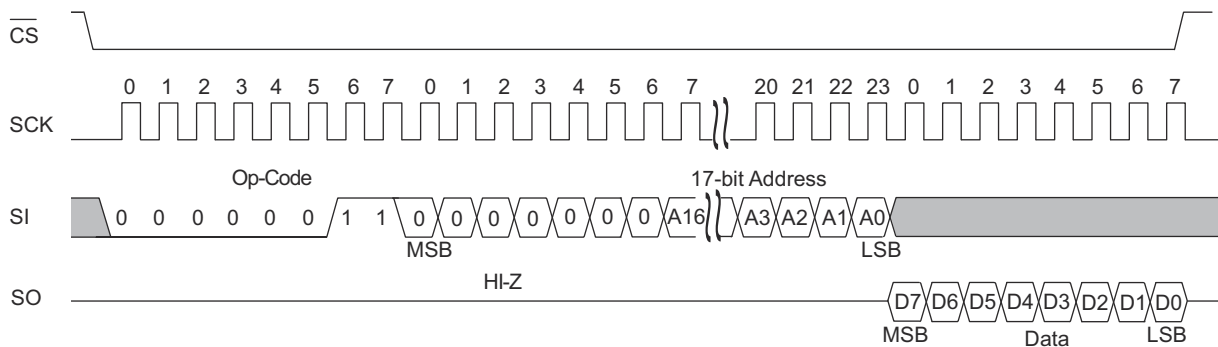 CS
0 1 2 3 4 5 6 7 0 1 2 3 4 5 6 7 20 21 22 23 0 1 2 3 4 5 6 7
SCK
Op-Code 17-bit Address
SI 0 0 0 0 0 0 1 1 0 0 0 0 0 0 0 A16 A3 A2 A1 A0
MSB LSB
HI-Z
SO D7 D6 D5 D4 D3 D2 D1 D0
MSB Data LSB